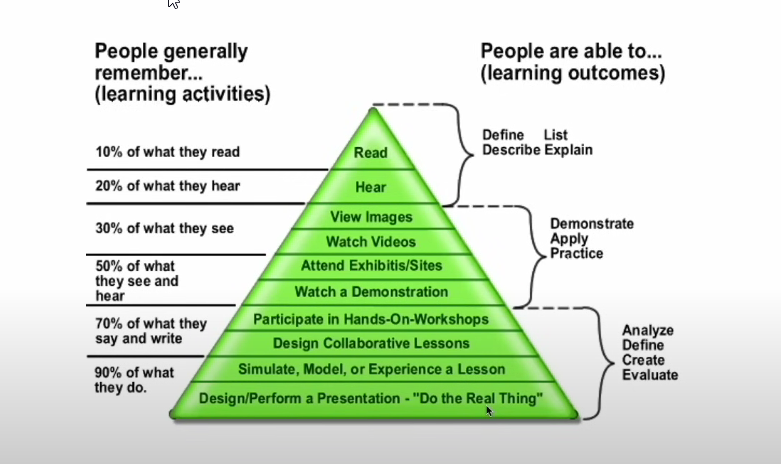 People generally
remember...
(learning activities)
People are able to...
(learning outcomes)
10% of what they read
20% of what they hear
30% of what they see
50% of what
they see and
hear
70% of what they
say and write
90% of what
they do.
Read
Hear
View Images
Watch Videos
Attend Exhibitis/Sites
Watch a Demonstration
Participate in Hands-On-Workshops
Design Collaborative Lessons
Simulate, Model, or Experience a Lesson
Design/Perform a Presentation - "Do the Real Thing"
Define List
Describe Explain
Demonstrate
Apply
Practice
Analyze
Define
Create
Evaluate